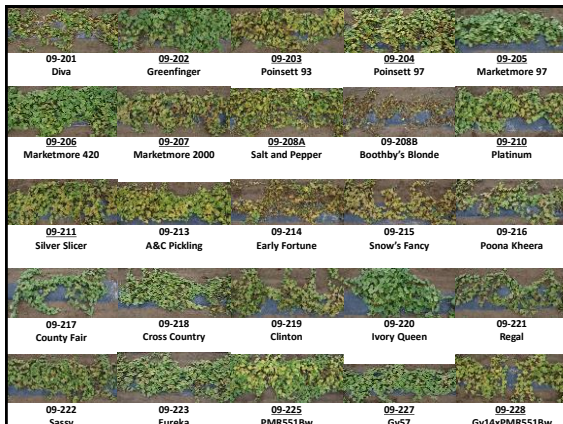 09-201 09-202 09-203 09-204 09-205
Diva Greenfinger Poinsett 93 Poinsett 97 Marketmore 97
09-206 09-207 09-208A 09-208B 09-210
Marketmore 420 Marketmore 2000 Salt and Pepper Boothby's Blonde Platinum
09-211 09-213 09-214 09-215 09-216
Silver Slicer A&C Pickling Early Fortune Snow's Fancy Poona Kheera
09-217 09-218 09-219 09-220 09-221
County Fair Cross Country Clinton Ivory Queen Regal
09-222 09-223 09-225 09-227 09-228
Sassy Eureka PMR551Bw Gy57 Gy14xPMR551Bw